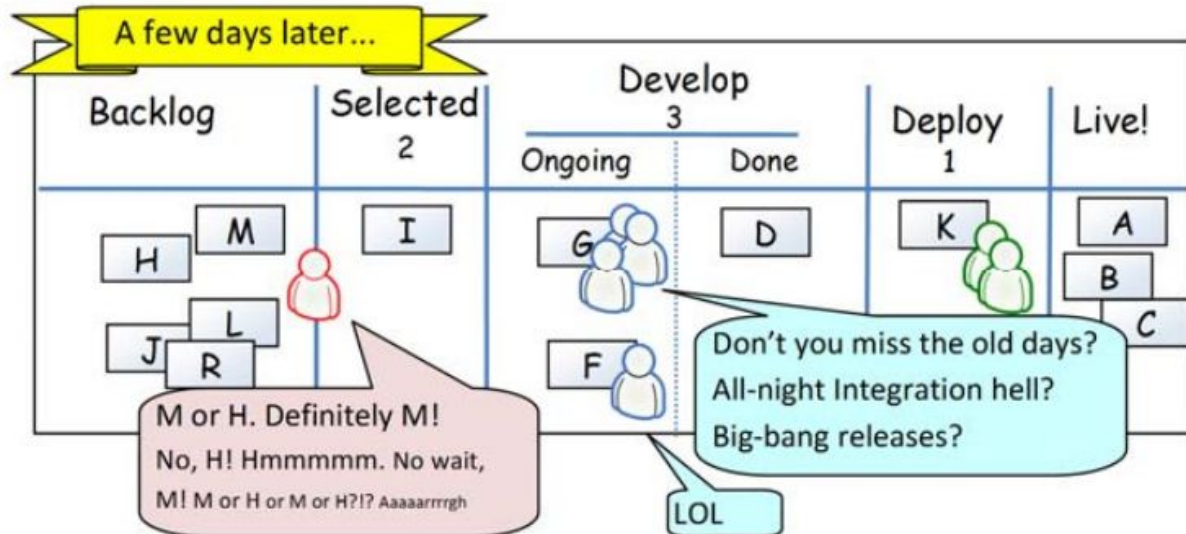 A few days later...
Backlog
Selected
2
Develop
3
Ongoing
Done
Deploy
1
Live!
M
H
I
G
D
K
A
B
C
L
J
R
F
M or H. Definitely M!
No, H! Hmmmmm. No wait,
M! M or H or M or H?!? Aaaaarrrrgh
Don't you miss the old days?
All-night Integration hell?
Big-bang releases?
LOL